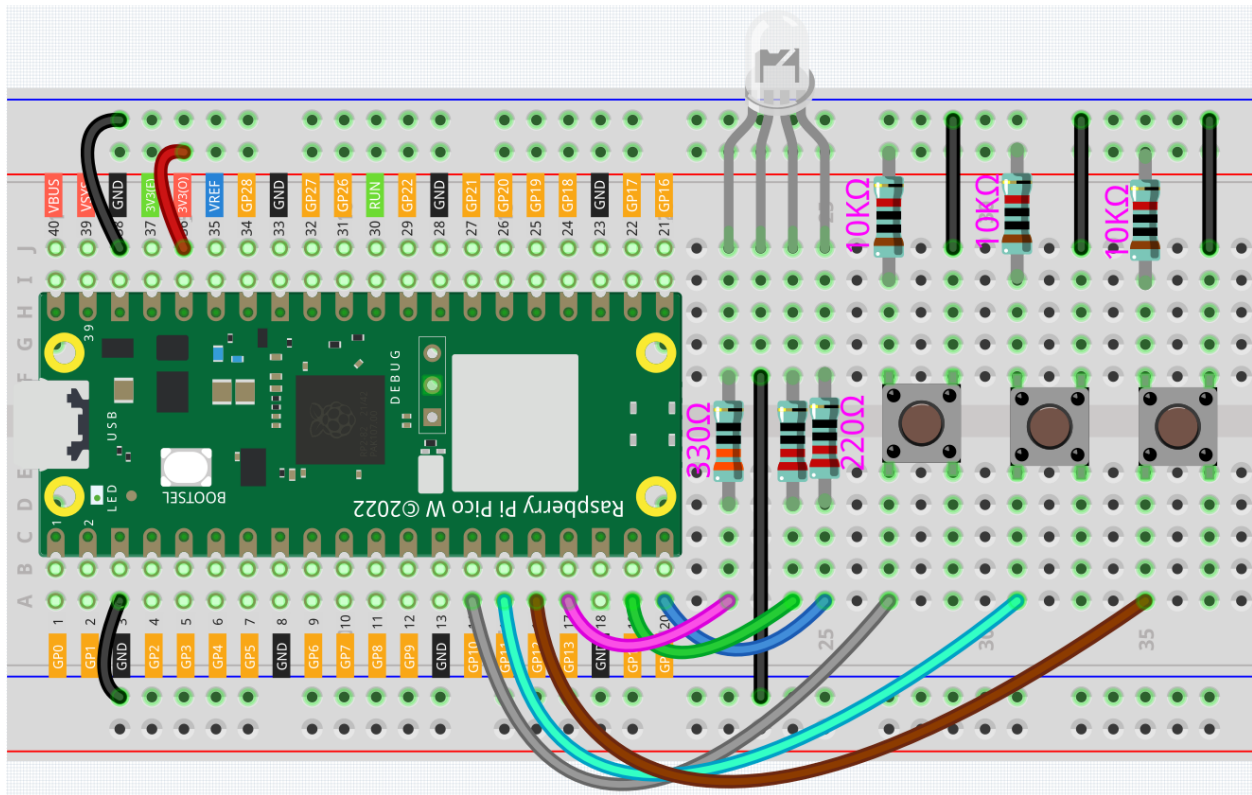 VBUS
VSYS
GND
3V3(E)
3V3(O)
VREF
GP28
GND
GP27
GP26
RUN
GP22
GND
GP21
GP20
GP19
GP18
GND
GP17
GP16
40
39
38
37
36
35
34
33
32
31
30
29
28
27
26
25
24
23
22
21
10KΩ
10KΩ
10KΩ
25
J
I
H
G
F
E
D
C
B
A
39
DEBUG
USB
BOOTSEL
LED
1
2
Raspberry Pi Pico W ©2022
330Ω
220Ω
1
2
3
4
5
6
7
8
9
10
11
12
13
17
20
25
30
35
GP0
GP1
GND
GP2
GP3
GP4
GP5
GND
GP6
GP7
GP8
GP9
GND
GP10
GP11
GP12
GP13
GND